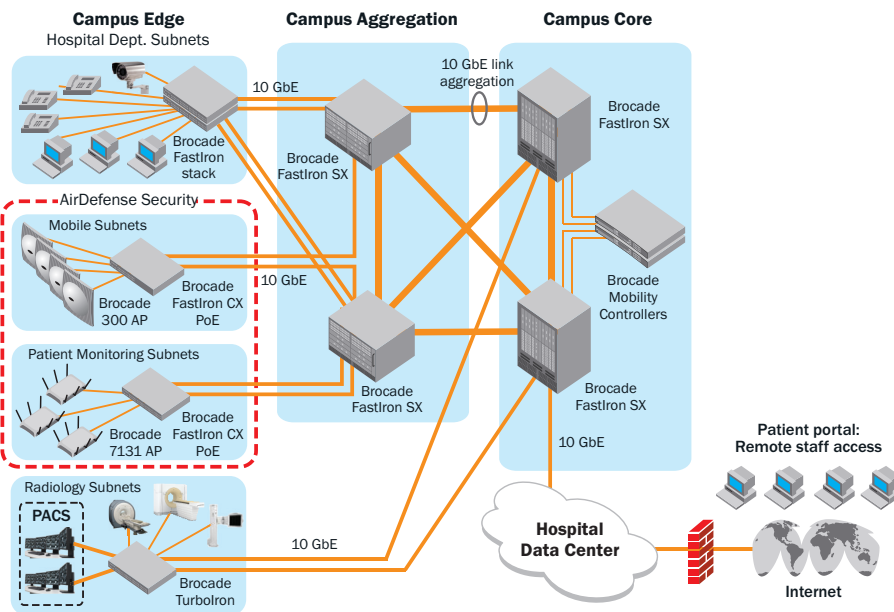 Campus Edge
Hospital Dept. Subnets
Campus Aggregation
Campus Core
10 GbE
10 GbE link
aggregation
Brocade
FastIron
stack
Brocade
FastIron SX
Brocade
FastIron SX
AirDefense Security
Mobile Subnets
Brocade
300 AP
Brocade
FastIron CX
PoE
10 GbE
Brocade
Mobility
Controllers
Patient Monitoring Subnets
Brocade
7131 AP
Brocade
FastIron CX
PoE
Brocade
FastIron SX
Brocade
FastIron SX
10 GbE
Patient portal:
Remote staff access
Radiology Subnets
PACS
10 GbE
Brocade
TurboIron
Hospital
Data Center
Internet